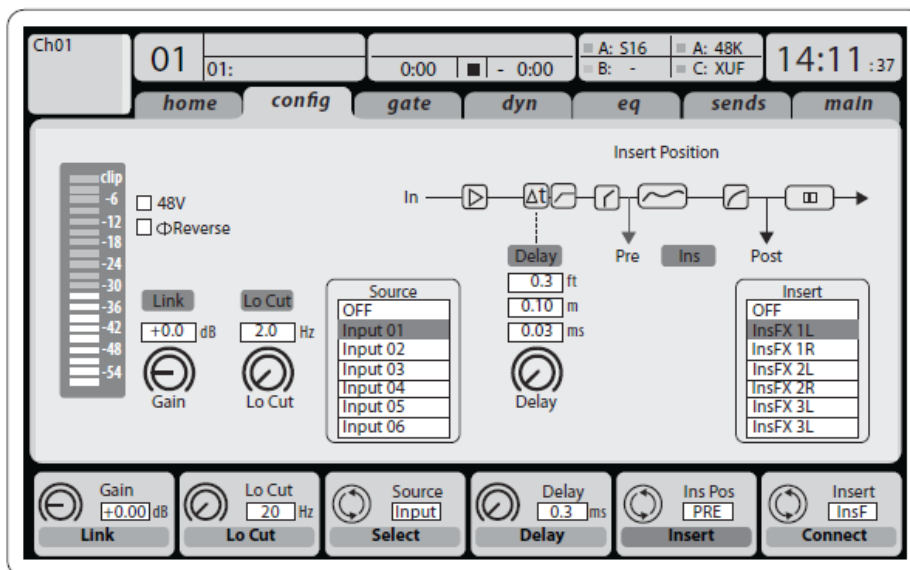 Ch01
01
01:
0:00
- 0:00
A: S16
B: -
A: 48K
C: XUF
14:11 :37
home
config
gate
dyn
eq
sends
main
Insert Position
clip
-6
-12
-18
-24
-30
-36
-42
-48
-54
48V
ΦReverse
In
Δt
Pre
Ins
Post
Delay
0.3 ft
0.10 m
0.03 ms
Delay
Link
+0.0 dB
Gain
Lo Cut
2.0 Hz
Lo Cut
Source
OFF
Input 01
Input 02
Input 03
Input 04
Input 05
Input 06
Insert
OFF
InsFX 1L
InsFX 1R
InsFX 2L
InsFX 2R
InsFX 3L
InsFX 3L
Gain
+0.00 dB
Link
Lo Cut
20 Hz
Lo Cut
Source
Input
Select
Delay
0.3 ms
Delay
Ins Pos
PRE
Insert
Insert
InsF
Connect